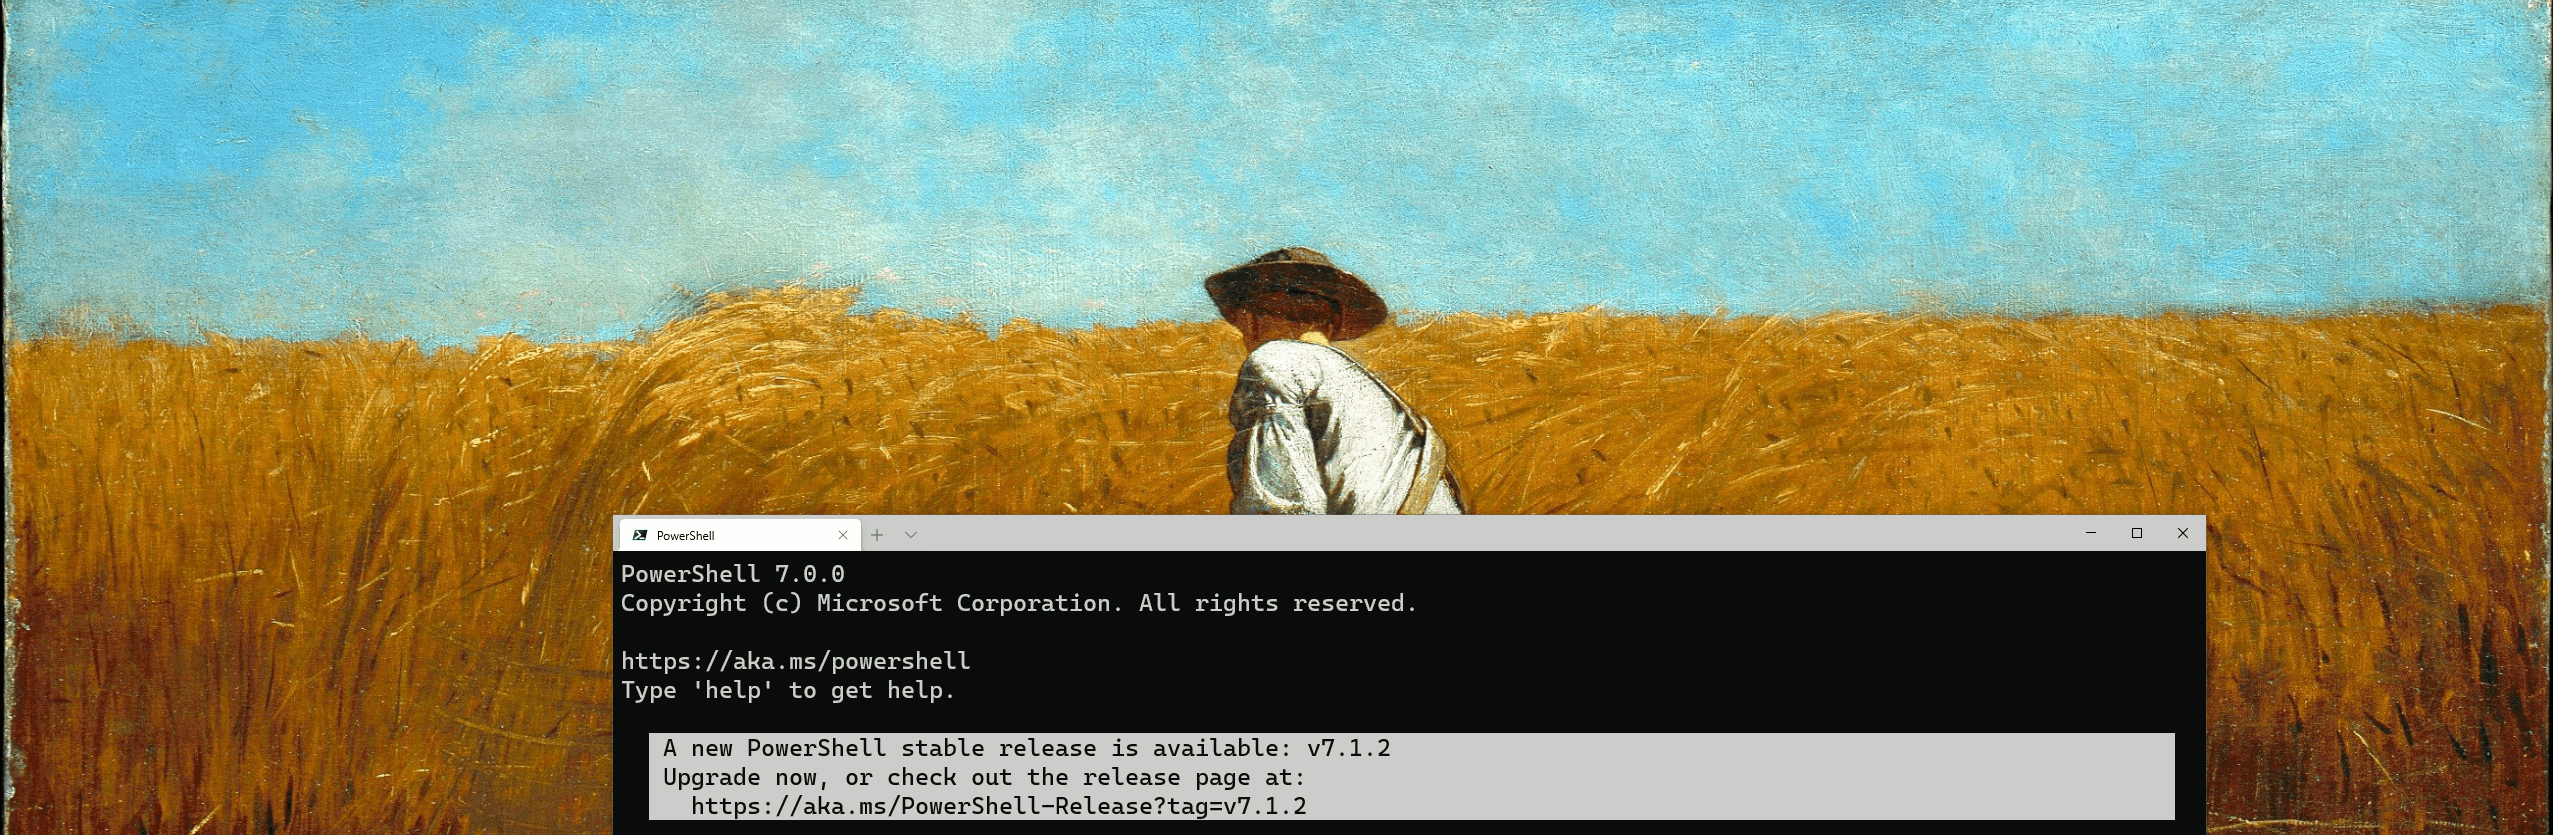 PowerShell
PowerShell 7.0.0
Copyright (c) Microsoft Corporation. All rights reserved.
https://aka.ms/powershell
Type 'help' to get help.
A new PowerShell stable release is available: v7.1.2
Upgrade now, or check out the release page at:
https://aka.ms/PowerShell-Release?tag=v7.1.2